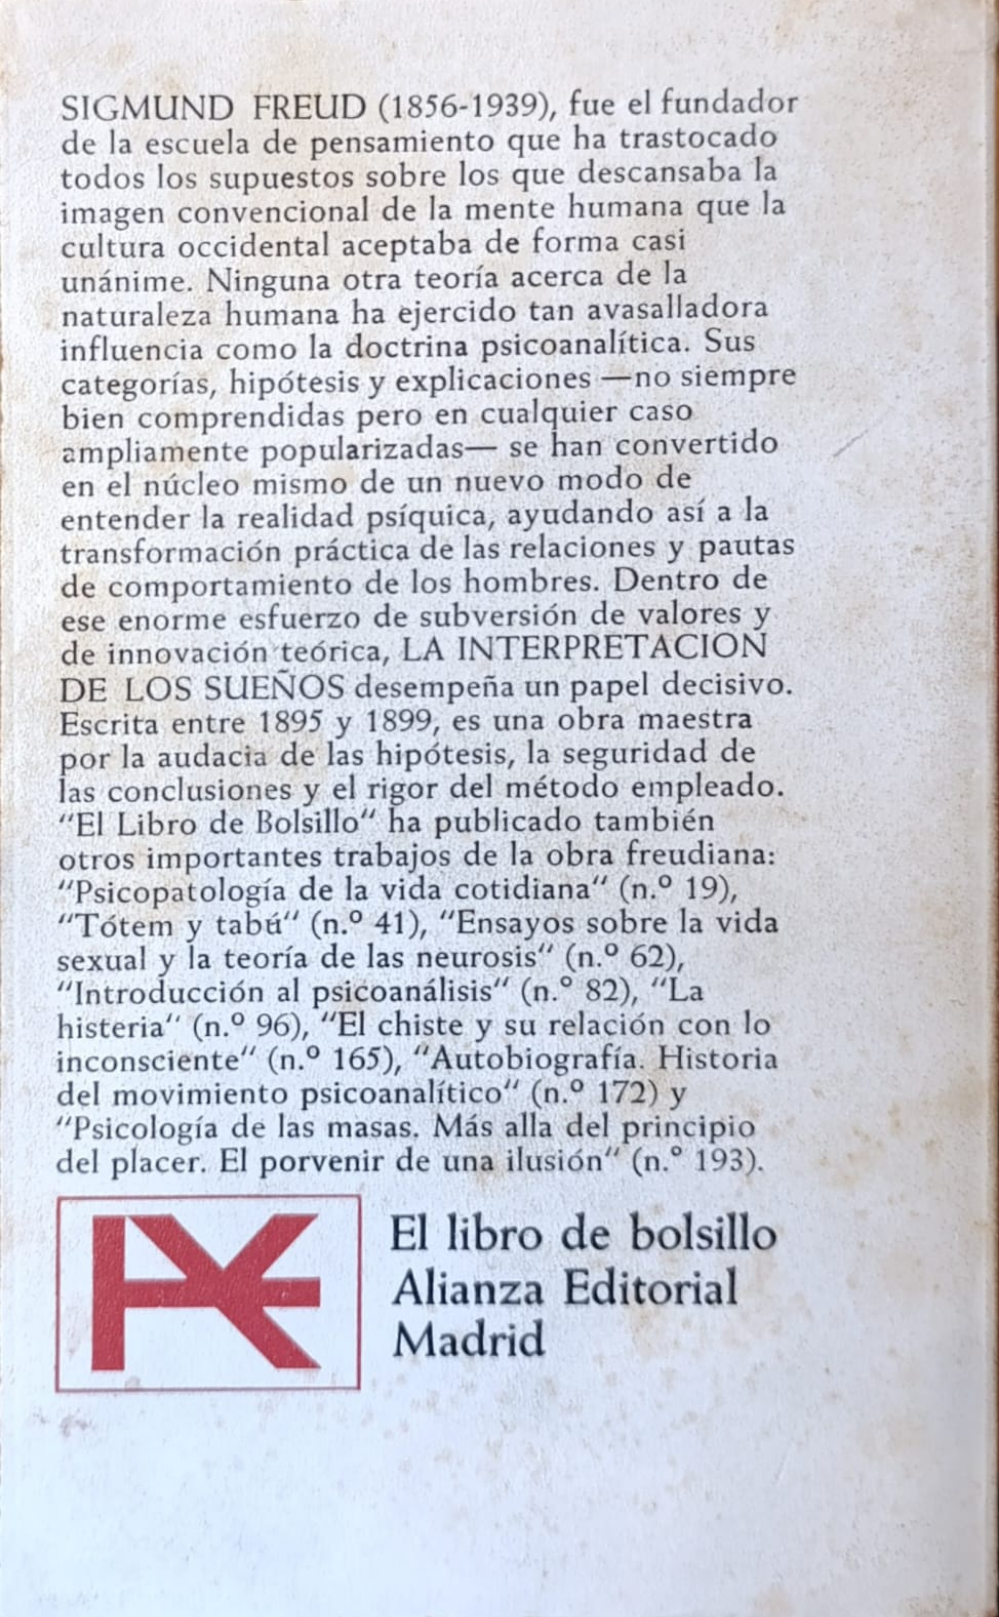 SIGMUND FREUD (1856-1939), fue el fundador
de la escuela de pensamiento que ha trastocado
todos los supuestos sobre los que descansaba la
imagen convencional de la mente humana que la
cultura occidental aceptaba de forma casi
unánime. Ninguna otra teoría acerca de la
naturaleza humana ha ejercido tan avasalladora
influencia como la doctrina psicoanalítica. Sus
categorías, hipótesis y explicaciones —no siempre
bien comprendidas pero en cualquier caso
ampliamente popularizadas— se han convertido
en el núcleo mismo de un nuevo modo de
entender la realidad psíquica, ayudando así a la
transformación práctica de las relaciones y pautas
de comportamiento de los hombres. Dentro de
ese enorme esfuerzo de subversión de valores y
de innovación teórica, LA INTERPRETACION
DE LOS SUEÑOS desempeña un papel decisivo.
Escrita entre 1895 y 1899, es una obra maestra
por la audacia de las hipótesis, la seguridad de
las conclusiones y el rigor del método empleado.
“El Libro de Bolsillo“ ha publicado también
otros importantes trabajos de la obra freudiana:
“Psicopatología de la vida cotidiana“ (n.º 19),
“Tótem y tabú“ (n.º 41), “Ensayos sobre la vida
sexual y la teoría de las neurosis“ (n.º 62),
“Introducción al psicoanálisis“ (n.º 82), “La
histeria“ (n.º 96), “El chiste y su relación con lo
inconsciente“ (n.º 165), “Autobiografía. Historia
del movimiento psicoanalítico“ (n.º 172) y
“Psicología de las masas. Más alla del principio
del placer. El porvenir de una ilusión“ (n.º 193).
El libro de bolsillo
Alianza Editorial
Madrid